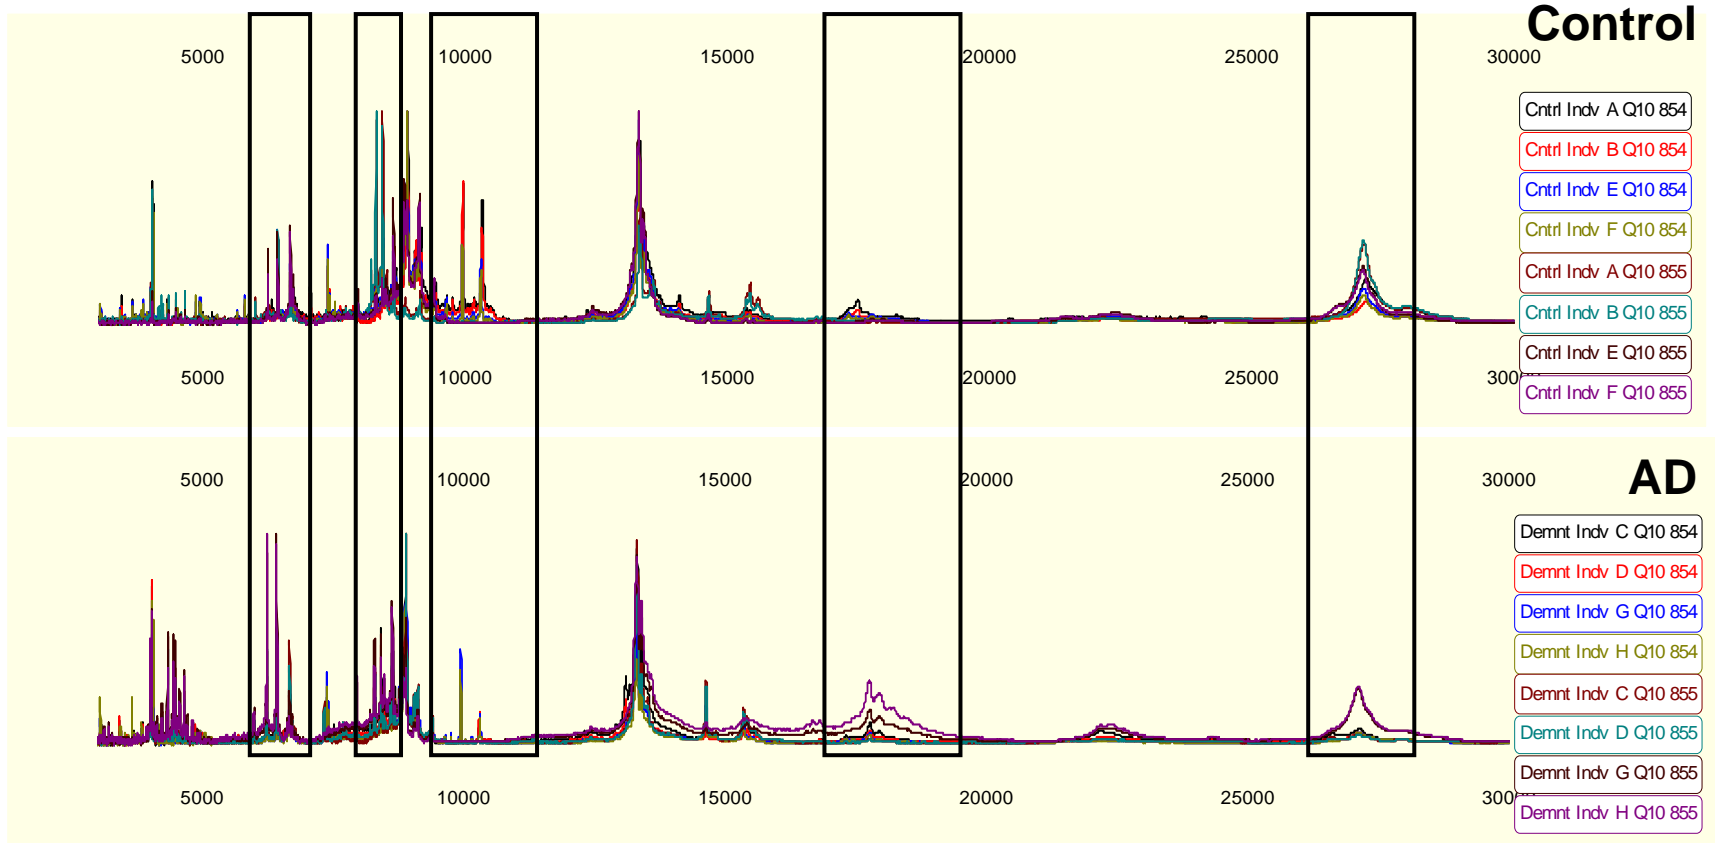 Control
5000 10000 15000 20000 25000 30000
Cntrl Indv A Q10 854
Cntrl Indv B Q10 854
Cntrl Indv E Q10 854
Cntrl Indv F Q10 854
Cntrl Indv A Q10 855
Cntrl Indv B Q10 855
Cntrl Indv E Q10 855
Cntrl Indv F Q10 855
5000 10000 15000 20000 25000 300
AD
5000 10000 15000 20000 25000 30000
Demnt Indv C Q10 854
Demnt Indv D Q10 854
Demnt Indv G Q10 854
Demnt Indv H Q10 854
Demnt Indv C Q10 855
Demnt Indv D Q10 855
Demnt Indv G Q10 855
Demnt Indv H Q10 855
5000 10000 15000 20000 25000 300